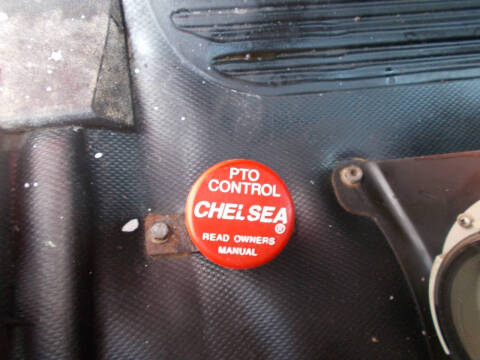 PTO
CONTROL
CHELSEA®
READ OWNERS
MANUAL